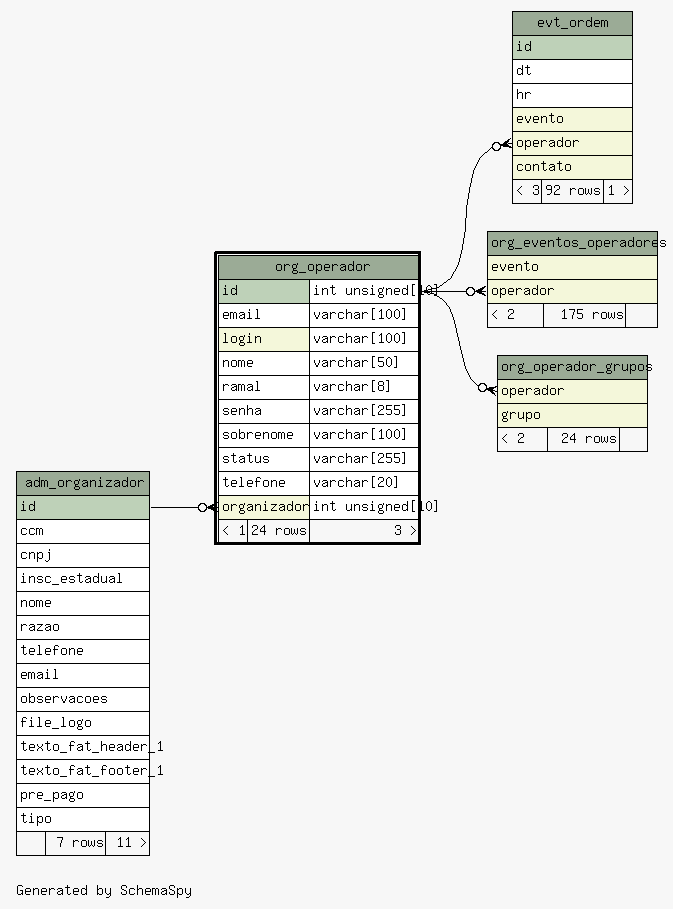 evt_ordem
id
dt
hr
evento
operador
contato
< 3 92 rows 1 >
org_eventos_operadores
evento
operador
< 2 175 rows
org_operador_grupos
operador
grupo
< 2 24 rows
org_operador
id int unsigned[10]
email varchar[100]
login varchar[100]
nome varchar[50]
ramal varchar[8]
senha varchar[255]
sobrenome varchar[100]
status varchar[255]
telefone varchar[20]
organizador int unsigned[10]
< 1 24 rows 3 >
adm_organizador
id
ccm
cnpj
insc_estadual
nome
razao
telefone
email
observacoes
file_logo
texto_fat_header_1
texto_fat_footer_1
pre_pago
tipo
7 rows 11 >
Generated by SchemaSpy